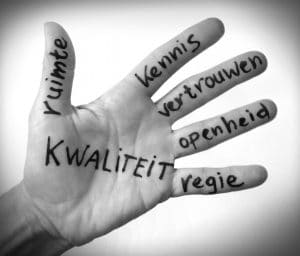 ruimte
kennis
vertrouwen
openheid
regie
KWALITEIT